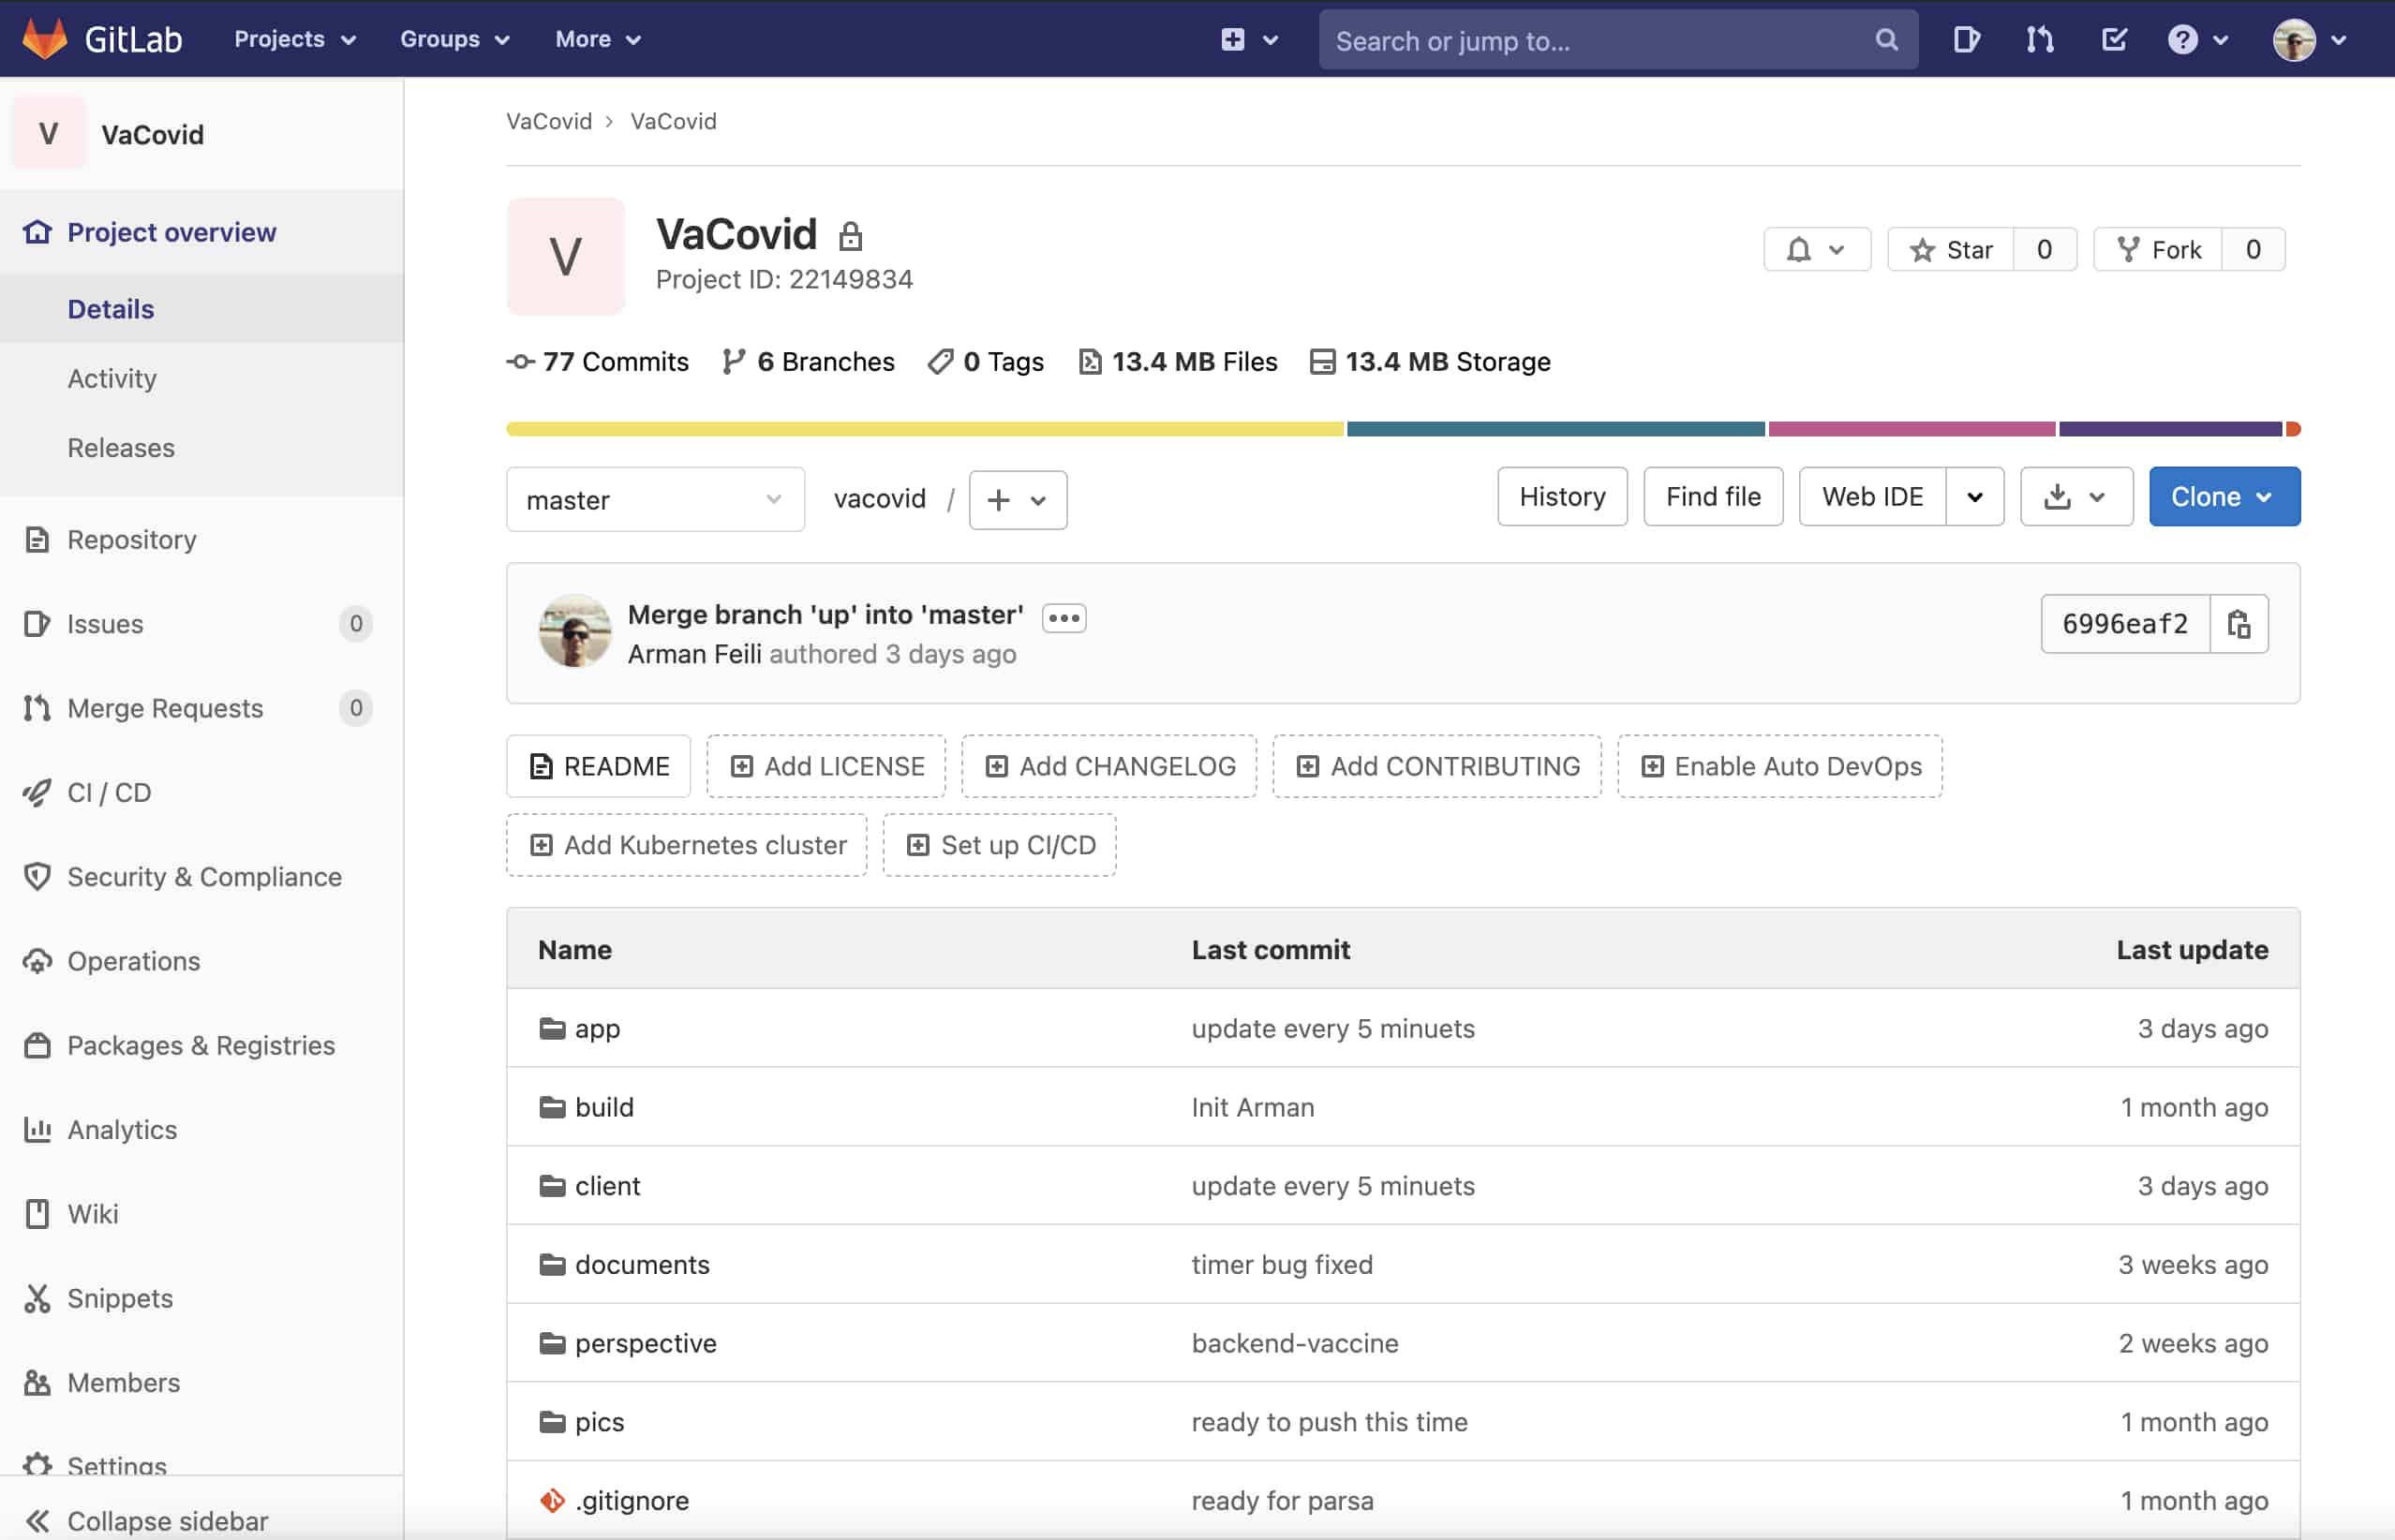 GitLab Projects Groups More Search or jump to...
V VaCovid
Project overview
Details
Activity
Releases
Repository
Issues 0
Merge Requests 0
CI / CD
Security & Compliance
Operations
Packages & Registries
Analytics
Wiki
Snippets
Members
Settings
Collapse sidebar
VaCovid › VaCovid
V
VaCovid
Project ID: 22149834
Star 0 Fork 0
77 Commits 6 Branches 0 Tags 13.4 MB Files 13.4 MB Storage
master vacovid / + History Find file Web IDE Clone
Merge branch 'up' into 'master'
Arman Feili authored 3 days ago
6996eaf2
README Add LICENSE Add CHANGELOG Add CONTRIBUTING Enable Auto DevOps
Add Kubernetes cluster Set up CI/CD
Name Last commit Last update
app update every 5 minuets 3 days ago
build Init Arman 1 month ago
client update every 5 minuets 3 days ago
documents timer bug fixed 3 weeks ago
perspective backend-vaccine 2 weeks ago
pics ready to push this time 1 month ago
.gitignore ready for parsa 1 month ago